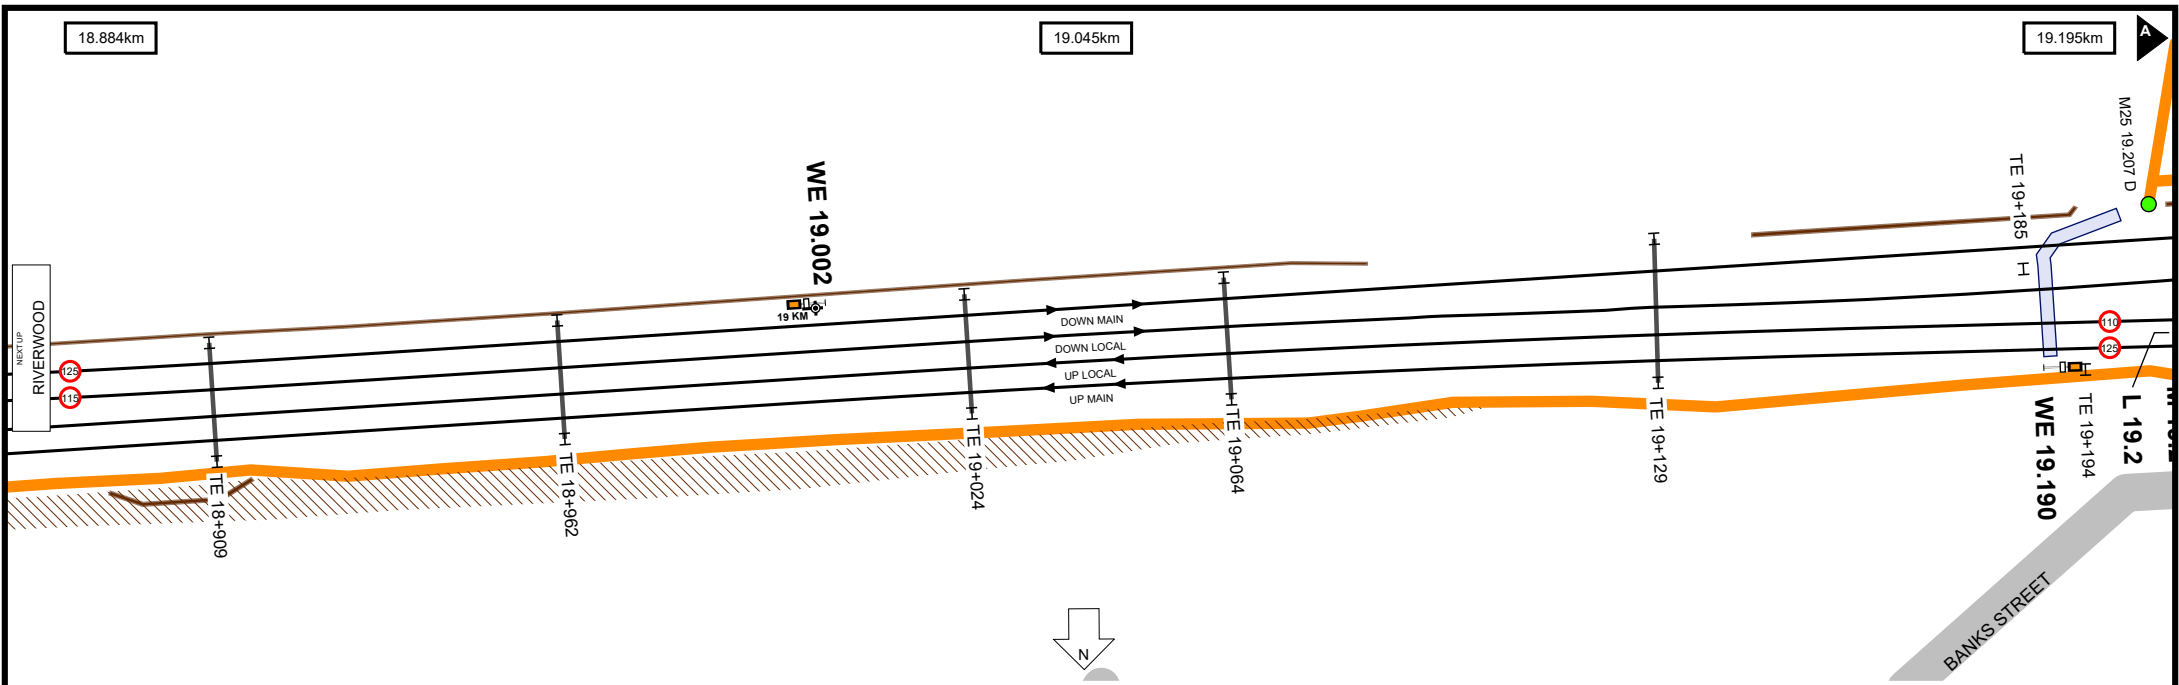 18.884km
19.045km
19.195km
A
M25 19.207 D
TE 19+185
WE 19.002
19 KM
NEXT UP
RIVERWOOD
125
115
DOWN MAIN
DOWN LOCAL
UP LOCAL
UP MAIN
110
125
TE 18+909
TE 18+962
TE 19+024
TE 19+064
TE 19+129
WE 19.190
TE 19+194
L 19.2
BANKS STREET
N